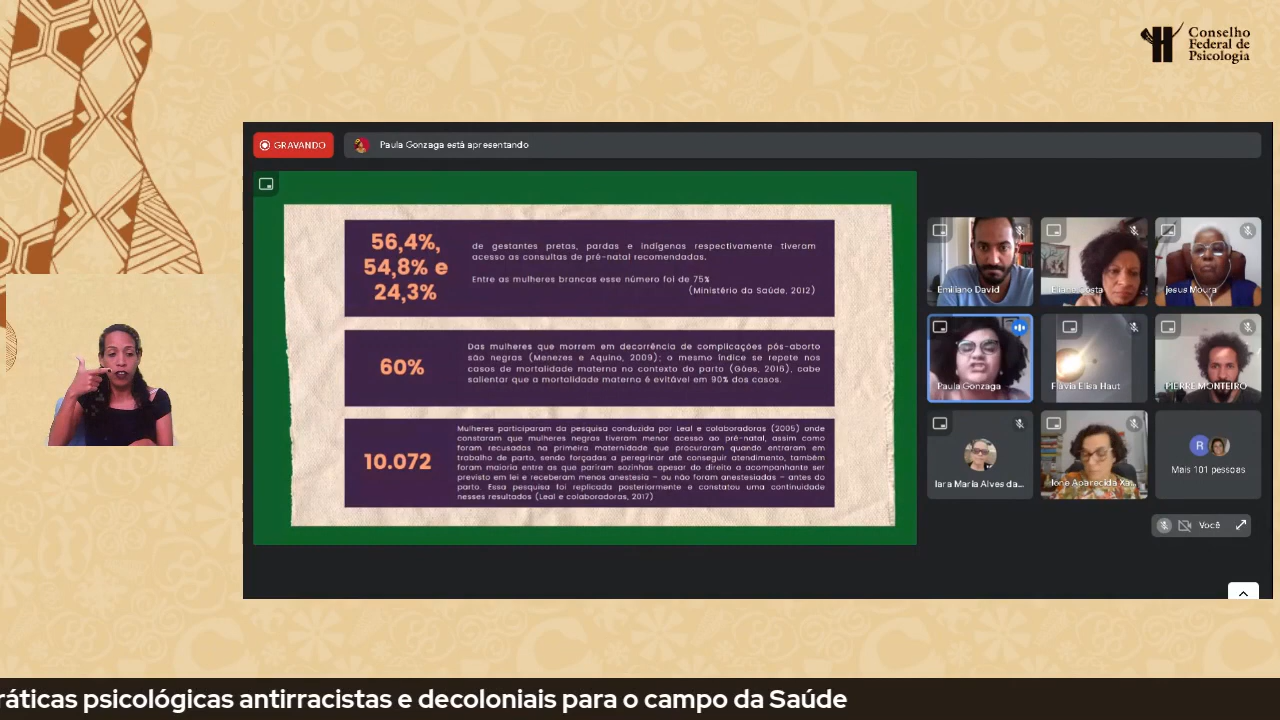 Conselho
Federal de
Psicologia
GRAVANDO
Paula Gonzaga está apresentando
56,4%,
54,8% e
24,3%
de gestantes pretas, pardas e indígenas respectivamente tiveram
acesso as consultas de pré-natal recomendadas.
Entre as mulheres brancas esse número foi de 75%
(Ministério da Saúde, 2012)
60%
Das mulheres que morrem em decorrência de complicações pós-aborto
são negras (Menezes e Aquino, 2009); o mesmo índice se repete nos
casos de mortalidade materna no contexto do parto (Góes, 2016), cabe
salientar que a mortalidade materna é evitável em 90% dos casos.
10.072
Mulheres participaram da pesquisa conduzida por Leal e colaboradoras (2005) onde
constaram que mulheres negras tiveram menor acesso ao pré-natal, assim como
foram recusadas na primeira maternidade que procuraram quando entraram em
trabalho de parto, sendo forçadas a peregrinar até conseguir atendimento, também
foram maioria entre as que pariram sozinhas apesar do direito a acompanhante ser
previsto em lei e receberam menos anestesia – ou não foram anestesiadas – antes do
parto. Essa pesquisa foi replicada posteriormente e constatou uma continuidade
nesses resultados (Leal e colaboradoras, 2017)
Emiliano David
Eliane Costa
jesus Moura
Paula Gonzaga
Flávia Elisa Haut
PIERRE MONTEIRO
Iara Maria Alves da...
Ione Aparecida Xa...
R
Mais 101 pessoas
Você
ráticas psicológicas antirracistas e decoloniais para o campo da Saúde